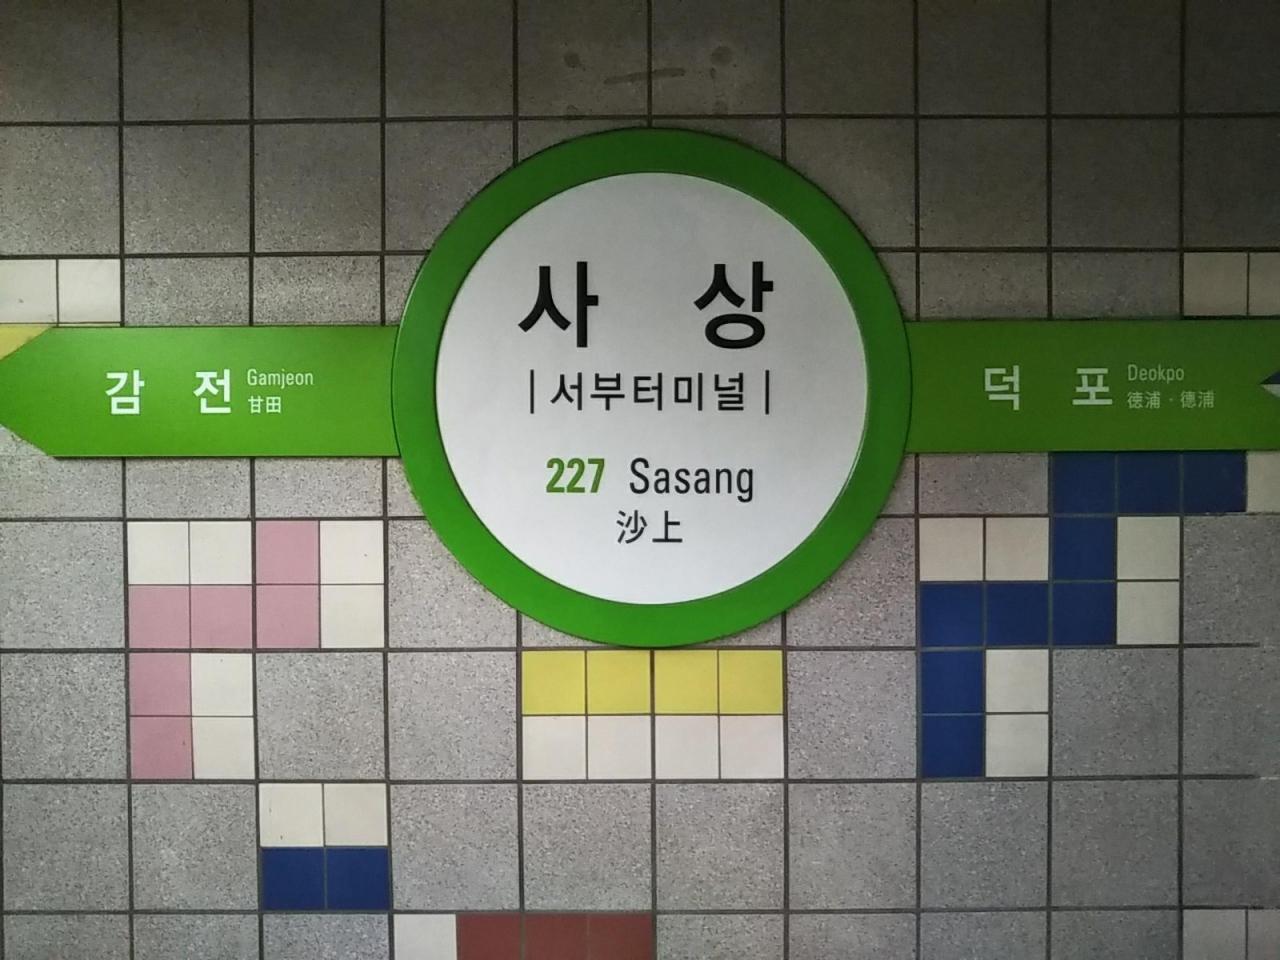 감 전 Gamjeon
甘田
사 상
|서부터미널|
227 Sasang
沙上
덕 포 Deokpo
徳浦 · 德浦